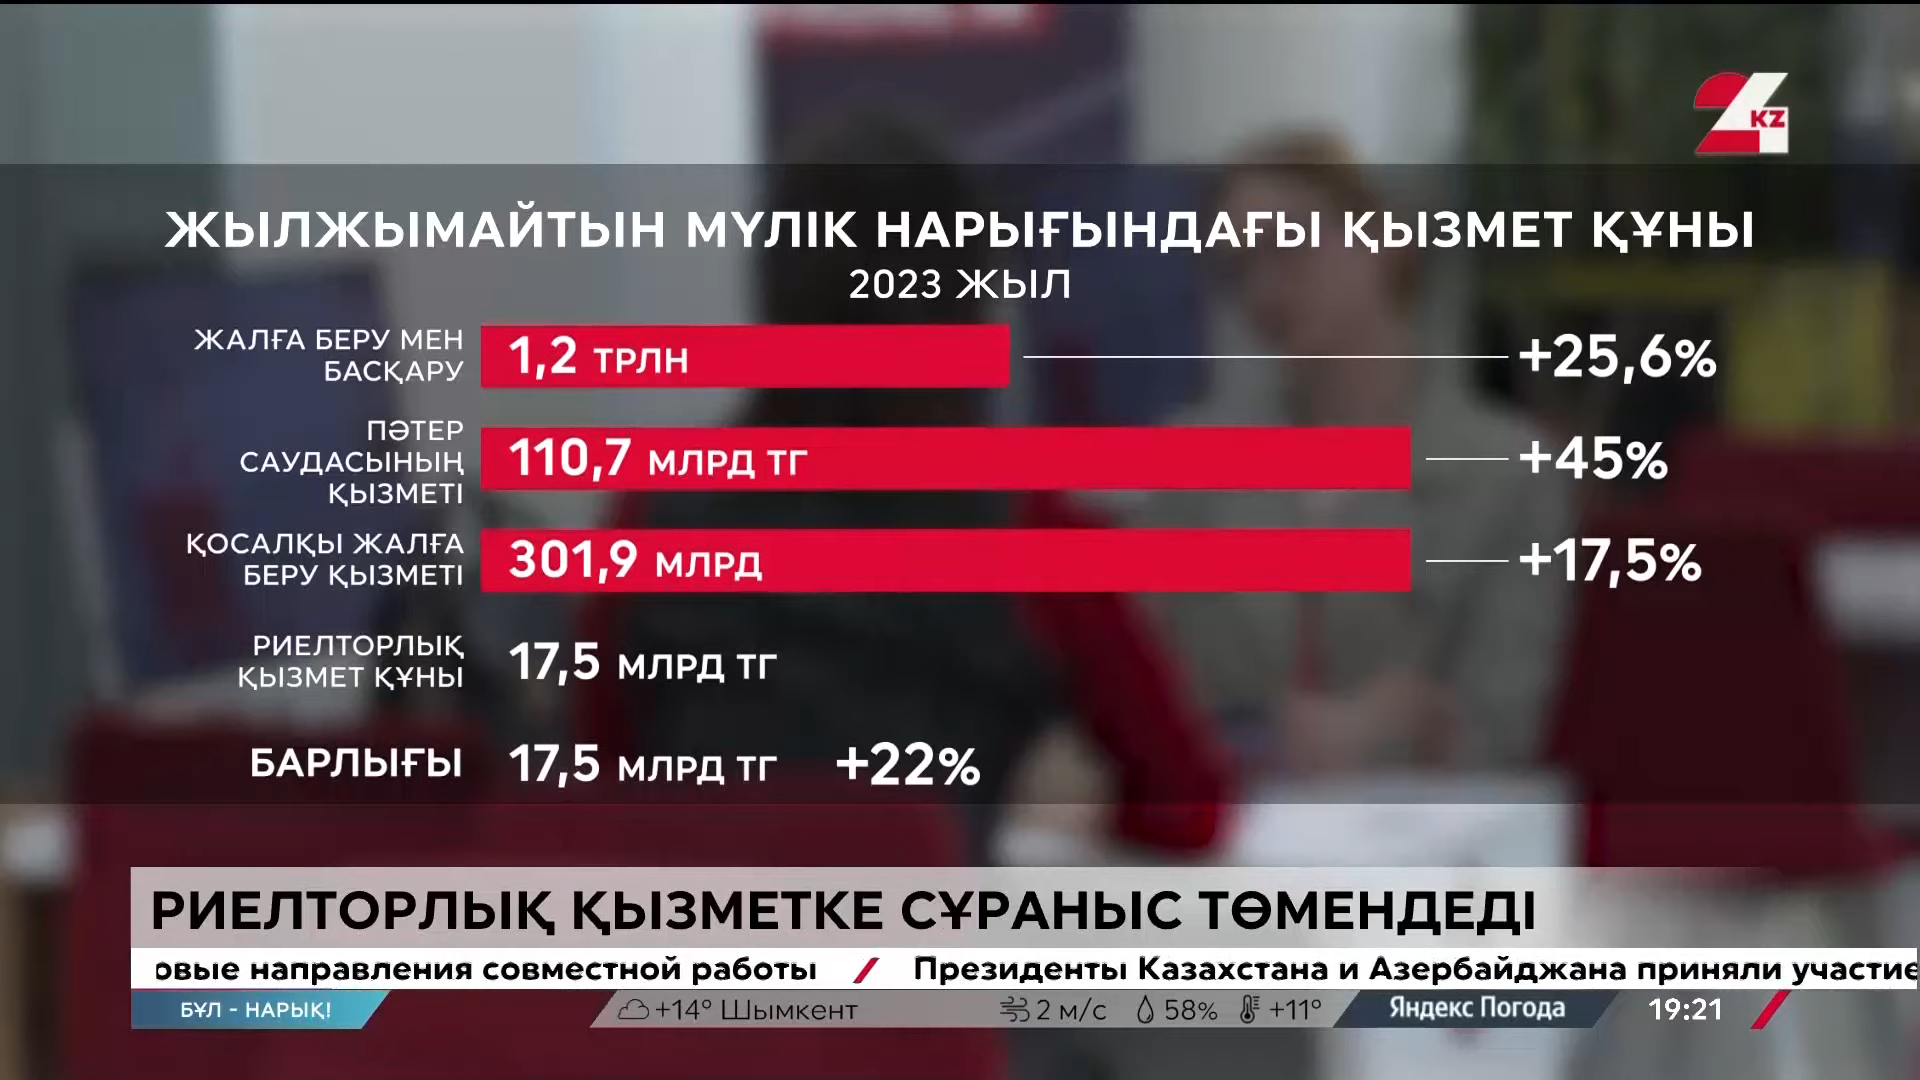 24 KZ
ЖЫЛЖЫМАЙТЫН МҮЛІК НАРЫҒЫНДАҒЫ ҚЫЗМЕТ ҚҰНЫ
2023 ЖЫЛ
ЖАЛҒА БЕРУ МЕН
БАСҚАРУ
1,2 ТРЛН
+25,6%
ПӘТЕР
САУДАСЫНЫҢ
ҚЫЗМЕТІ
110,7 МЛРД ТГ
+45%
ҚОСАЛҚЫ ЖАЛҒА
БЕРУ ҚЫЗМЕТІ
301,9 МЛРД
+17,5%
РИЕЛТОРЛЫҚ
ҚЫЗМЕТ ҚҰНЫ
17,5 МЛРД ТГ
БАРЛЫҒЫ 17,5 МЛРД ТГ +22%
РИЕЛТОРЛЫҚ ҚЫЗМЕТКЕ СҰРАНЫС ТӨМЕНДЕДІ
овые направления совместной работы / Президенты Казахстана и Азербайджана приняли участие
БҰЛ - НАРЫҚ! +14° Шымкент 2 м/с 58% +11° Яндекс Погода 19:21